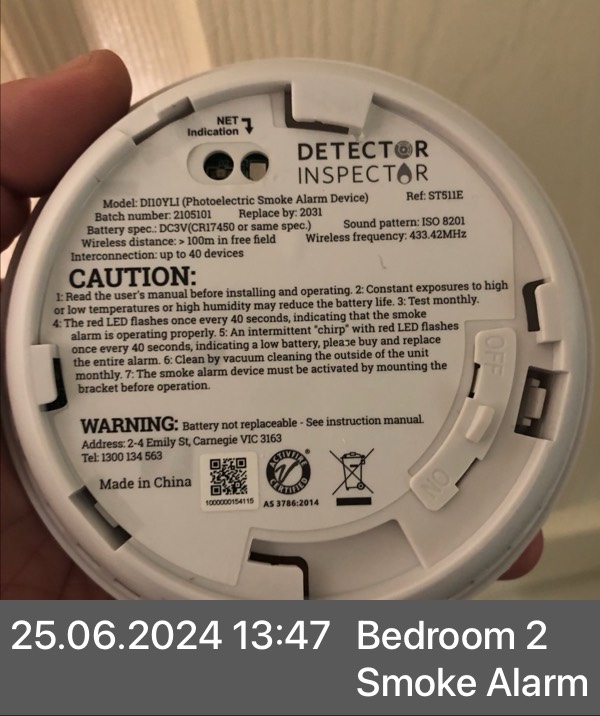 NET
Indication
DETECTOR
INSPECTOR
Model: DI10YLI (Photoelectric Smoke Alarm Device) Ref: ST511E
Batch number: 2105101 Replace by: 2031
Battery spec.: DC3V(CR17450 or same spec.) Sound pattern: ISO 8201
Wireless distance: > 100m in free field Wireless frequency: 433.42MHz
Interconnection: up to 40 devices
CAUTION:
1: Read the user's manual before installing and operating. 2: Constant exposures to high
or low temperatures or high humidity may reduce the battery life. 3: Test monthly.
4: The red LED flashes once every 40 seconds, indicating that the smoke
alarm is operating properly. 5: An intermittent "chirp" with red LED flashes
once every 40 seconds, indicating a low battery, please buy and replace
the entire alarm. 6: Clean by vacuum cleaning the outside of the unit
monthly. 7: The smoke alarm device must be activated by mounting the
bracket before operation.
OFF
ON
WARNING: Battery not replaceable - See instruction manual.
Address: 2-4 Emily St, Carnegie VIC 3163
Tel: 1300 134 563
Made in China
1000000154115
ACTIVFIRE
CERTIFIED
AS 3786:2014
25.06.2024 13:47 Bedroom 2
Smoke Alarm